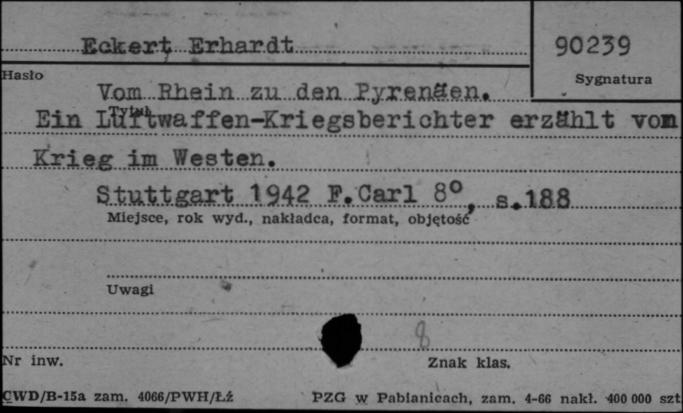 Eckert Erhardt
90239
Hasło
Sygnatura
Vom Rhein zu den Pyrenäen.
Tytuł
Ein Luftwaffen-Kriegsberichter erzählt vom
Krieg im Westen.
Stuttgart 1942 F.Carl 8°, s.188
Miejsce, rok wyd., nakładca, format, objętość
Uwagi
8
Nr inw.
Znak klas.
CWD/B-15a zam. 4066/PWH/Łź
PZG w Pabianicach, zam. 4-66 nakł. 400 000 szt